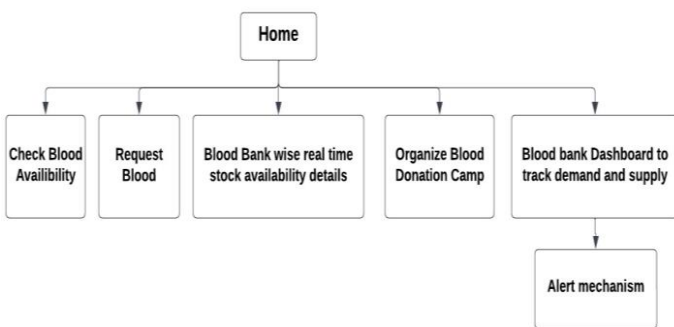 Home
Check Blood
Availibility
Request
Blood
Blood Bank wise real time
stock availability details
Organize Blood
Donation Camp
Blood bank Dashboard to
track demand and supply
Alert mechanism